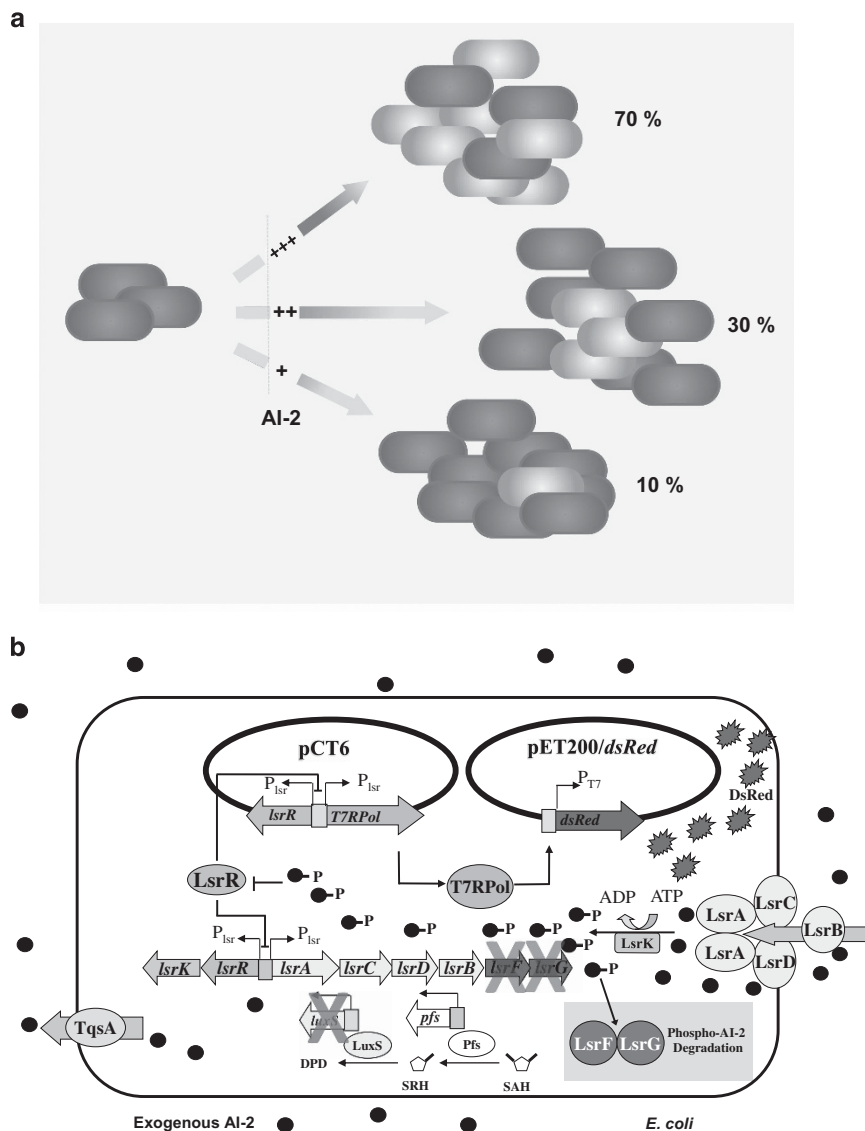 a
70 %
+++
++
30 %
+
AI-2
10 %
b
pCT6
pET200/dsRed
Plsr
Plsr
PT7
lsrR
T7RPol
dsRed
DsRed
LsrR
P
P
T7RPol
ADP
ATP
LsrA
LsrC
LsrB
LsrA
LsrD
LsrK
P
P
P
P
P
P
P
Plsr
Plsr
lsrK
lsrR
lsrA
lsrC
lsrD
lsrB
lsrF
lsrG
TqsA
luxS
LuxS
pfs
Pfs
DPD
SRH
SAH
LsrF
LsrG
Phospho-AI-2
Degradation
Exogenous AI-2
E. coli